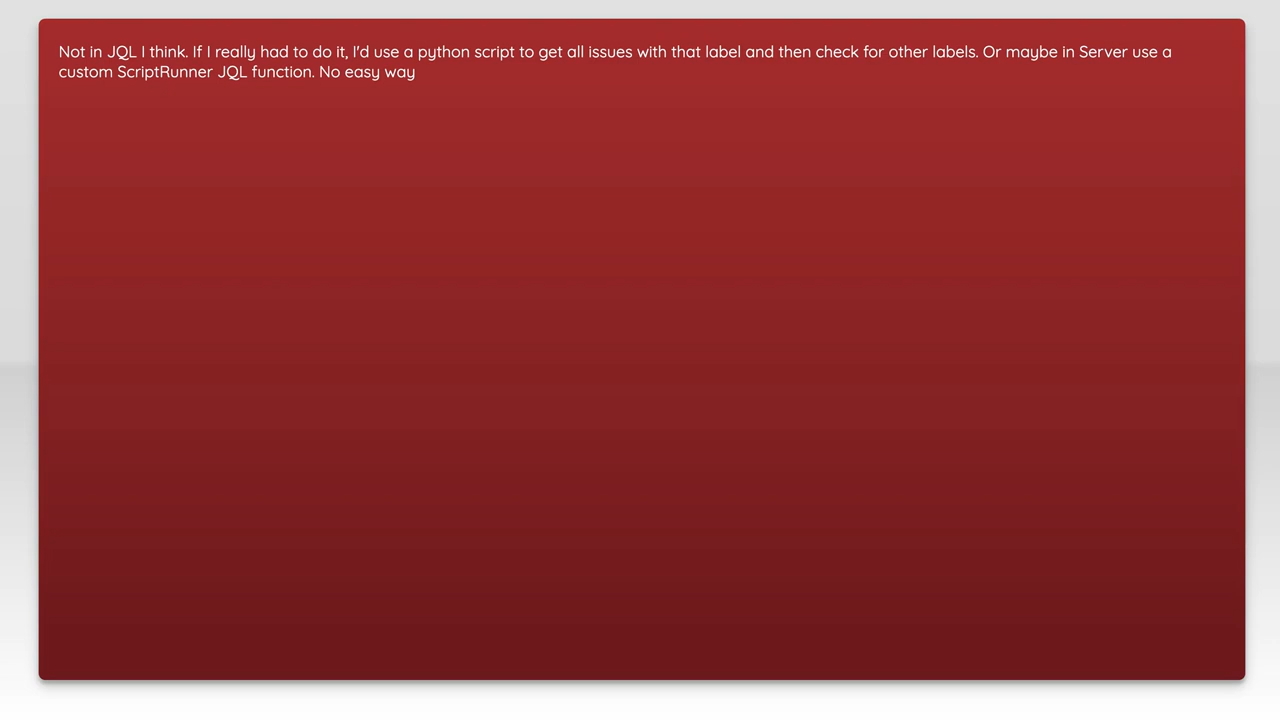 Not in JQL I think. If I really had to do it, I'd use a python script to get all issues with that label and then check for other labels. Or maybe in Server use a
custom ScriptRunner JQL function. No easy way